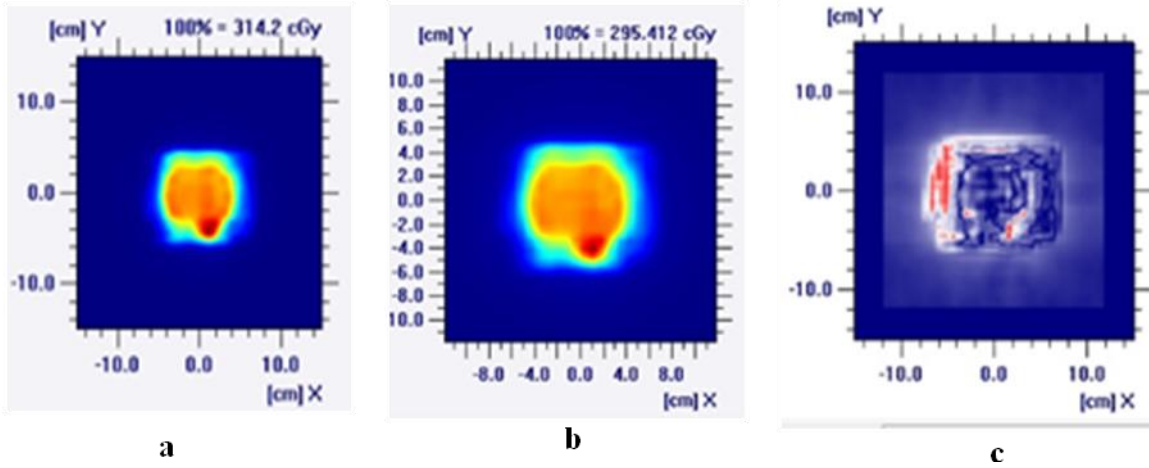 [cm] Y 100% = 314.2 cGy
10.0
0.0
-10.0
-10.0 0.0 10.0
[cm] X
a
[cm] Y 100% = 295.412 cGy
10.0
8.0
6.0
4.0
2.0
0.0
-2.0
-4.0
-6.0
-8.0
10.0
-8.0 -4.0 0.0 4.0 8.0
[cm] X
b
[cm] Y
10.0
0.0
-10.0
-10.0 0.0 10.0
[cm] X
c